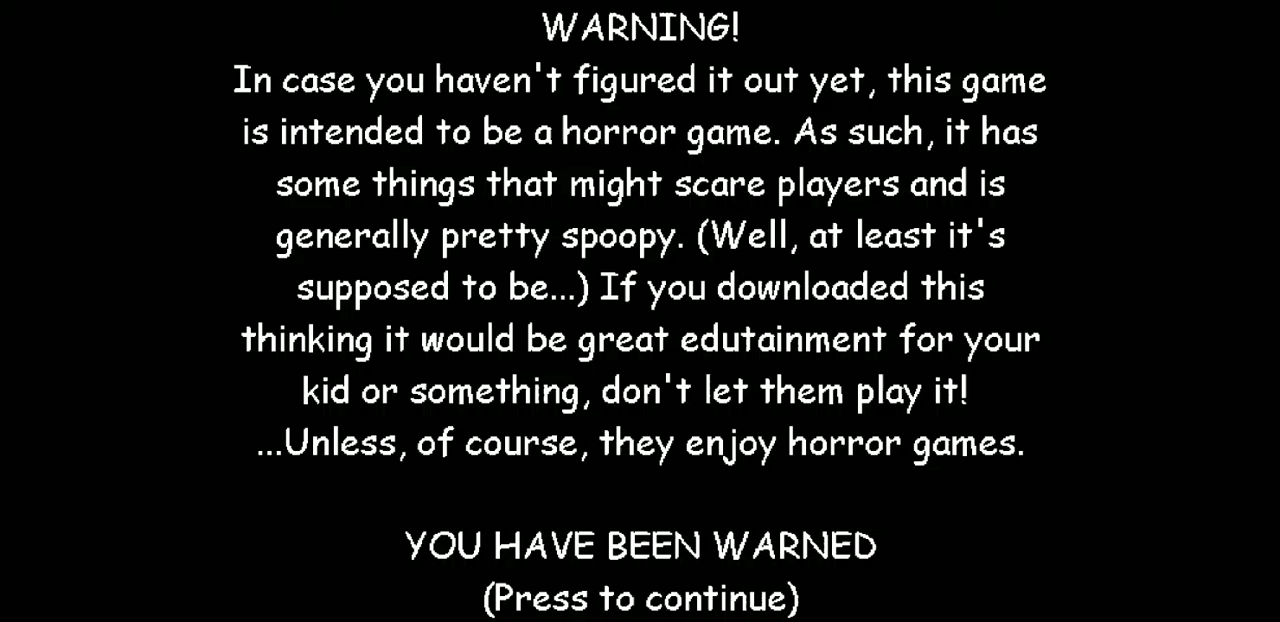 WARNING!
In case you haven't figured it out yet, this game
is intended to be a horror game. As such, it has
some things that might scare players and is
generally pretty spoopy. (Well, at least it's
supposed to be...) If you downloaded this
thinking it would be great edutainment for your
kid or something, don't let them play it!
...Unless, of course, they enjoy horror games.
YOU HAVE BEEN WARNED
(Press to continue)